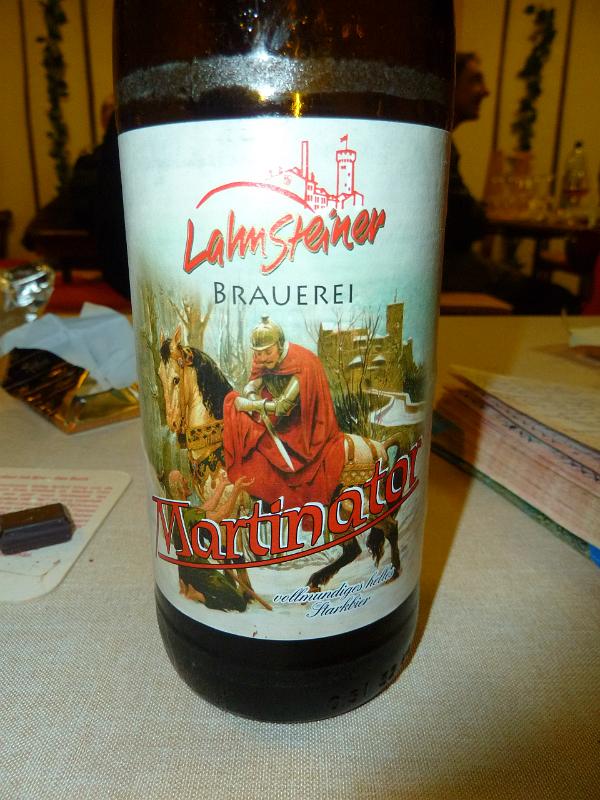 LahnSteiner
BRAUEREI
Martinator
vollmundiges helles
Starkbier